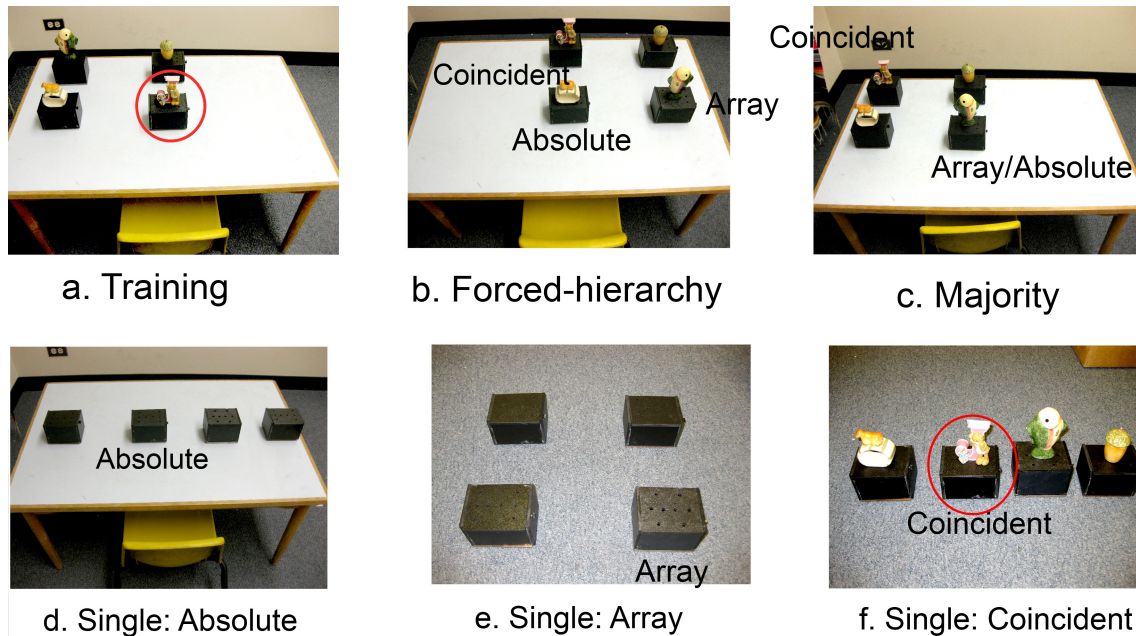 Coincident
Absolute
Array
Coincident
Array/Absolute
a. Training
b. Forced-hierarchy
c. Majority
Absolute
Array
Coincident
d. Single: Absolute
e. Single: Array
f. Single: Coincident